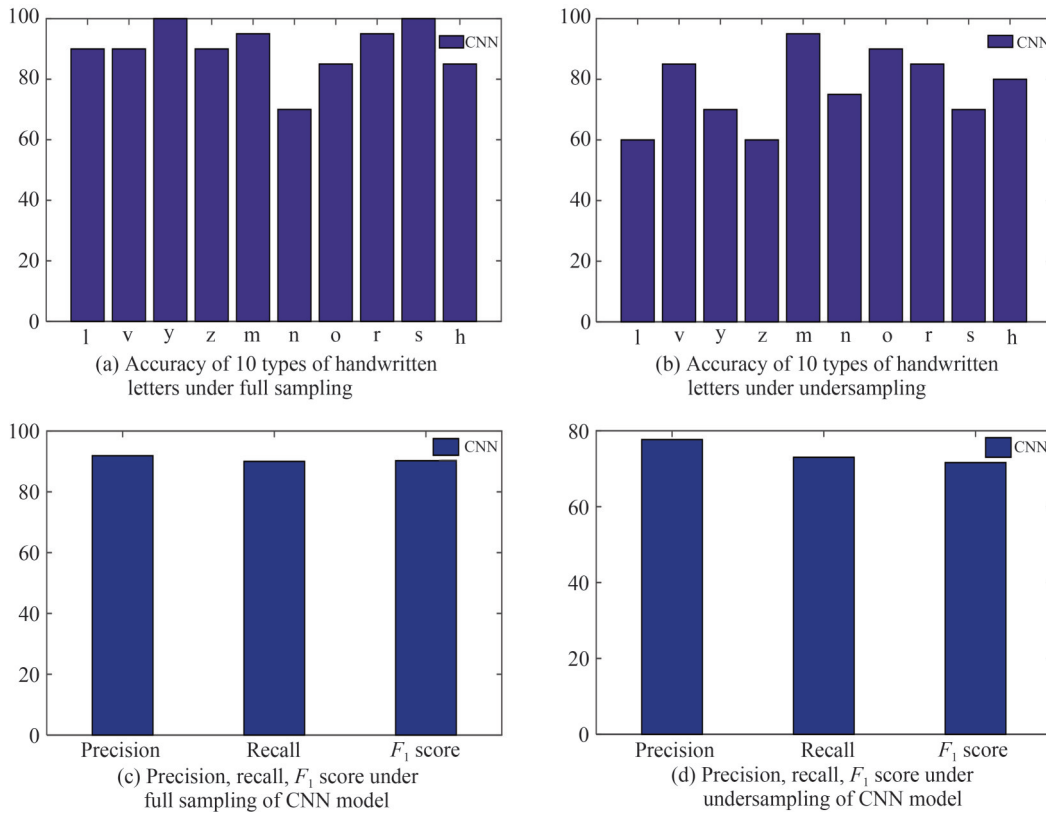 100
80
60
40
20
0
CNN
l v y z m n o r s h
(a) Accuracy of 10 types of handwritten
letters under full sampling
100
80
60
40
20
0
CNN
l v y z m n o r s h
(b) Accuracy of 10 types of handwritten
letters under undersampling
100
80
60
40
20
0
CNN
Precision Recall F₁ score
(c) Precision, recall, F₁ score under
full sampling of CNN model
80
60
40
20
0
CNN
Precision Recall F₁ score
(d) Precision, recall, F₁ score under
undersampling of CNN model